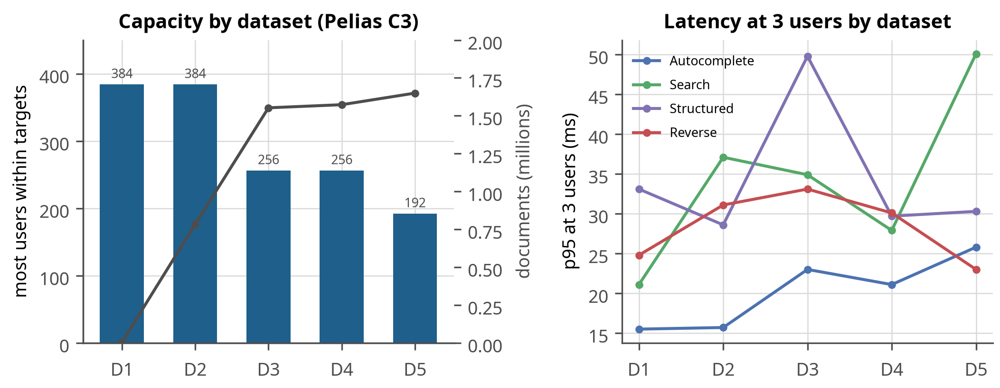 Capacity by dataset (Pelias C3)
most users within targets
400
300
200
100
0
384
384
256
256
192
2.00
1.75
1.50
1.25
1.00
0.75
0.50
0.25
0.00
documents (millions)
D1 D2 D3 D4 D5
Latency at 3 users by dataset
p95 at 3 users (ms)
50
45
40
35
30
25
20
15
Autocomplete
Search
Structured
Reverse
D1 D2 D3 D4 D5